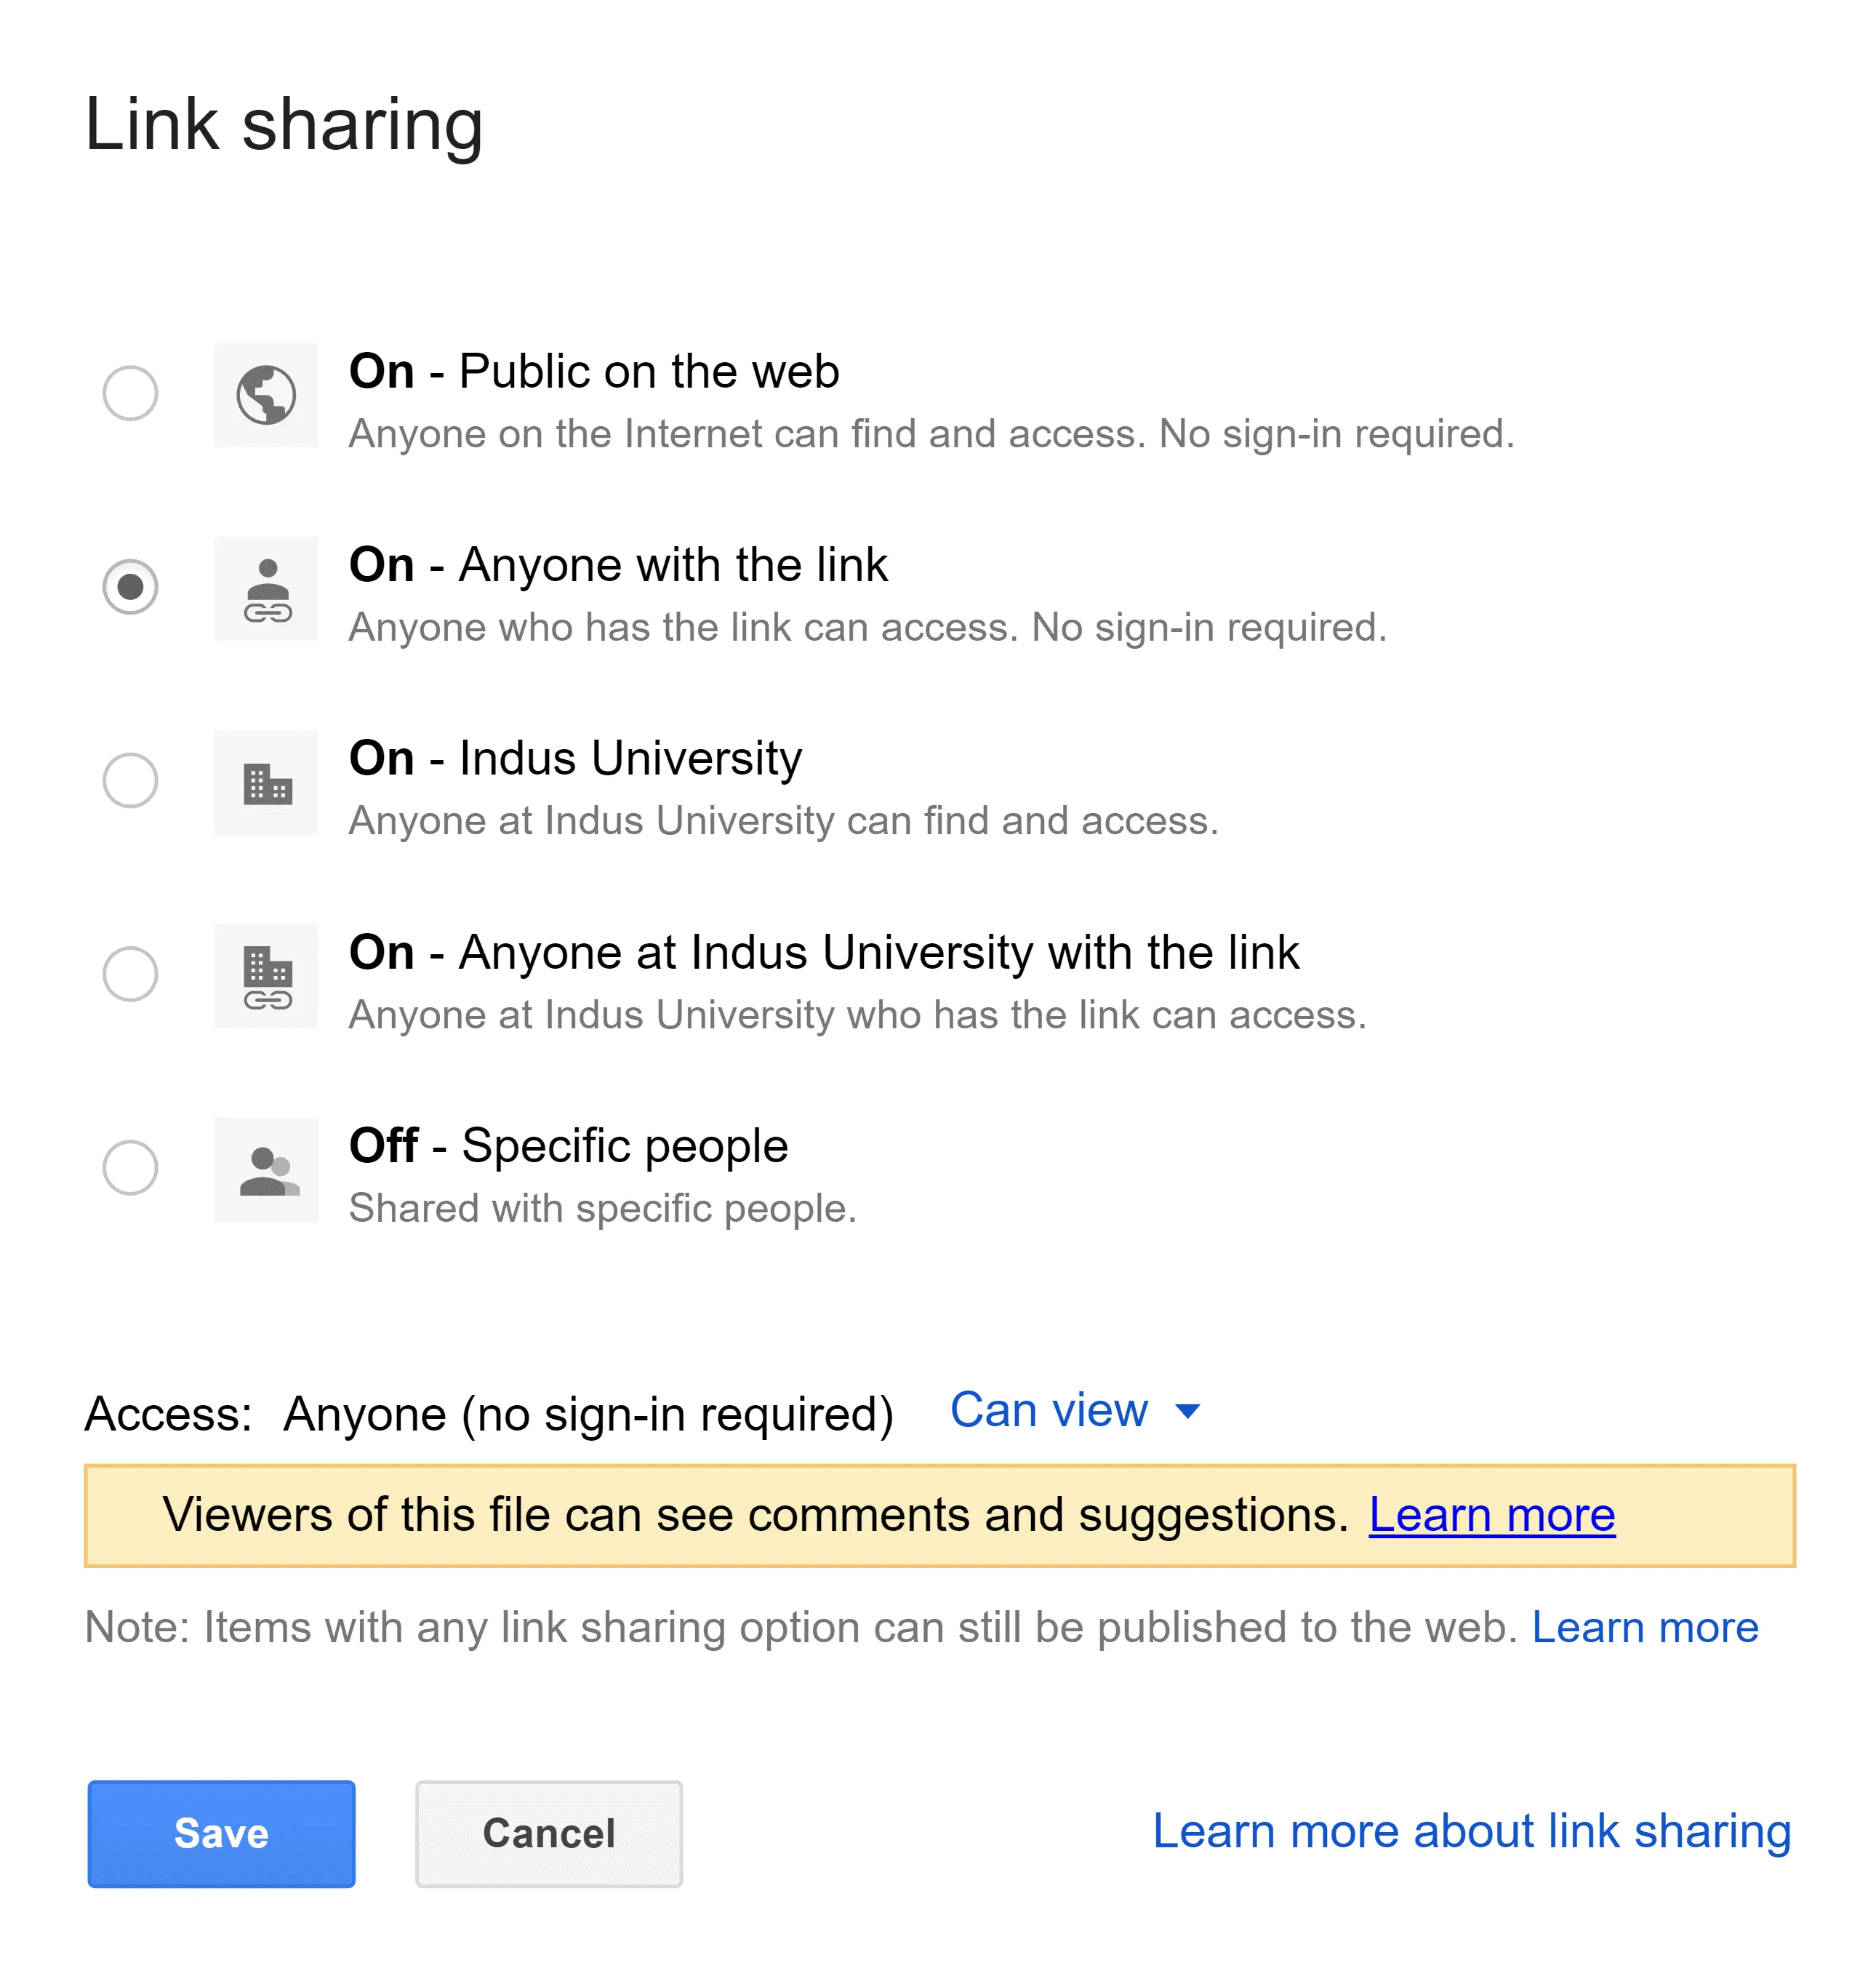 Link sharing
On - Public on the web
Anyone on the Internet can find and access. No sign-in required.
On - Anyone with the link
Anyone who has the link can access. No sign-in required.
On - Indus University
Anyone at Indus University can find and access.
On - Anyone at Indus University with the link
Anyone at Indus University who has the link can access.
Off - Specific people
Shared with specific people.
Access: Anyone (no sign-in required) Can view
Viewers of this file can see comments and suggestions. Learn more
Note: Items with any link sharing option can still be published to the web. Learn more
Save Cancel Learn more about link sharing